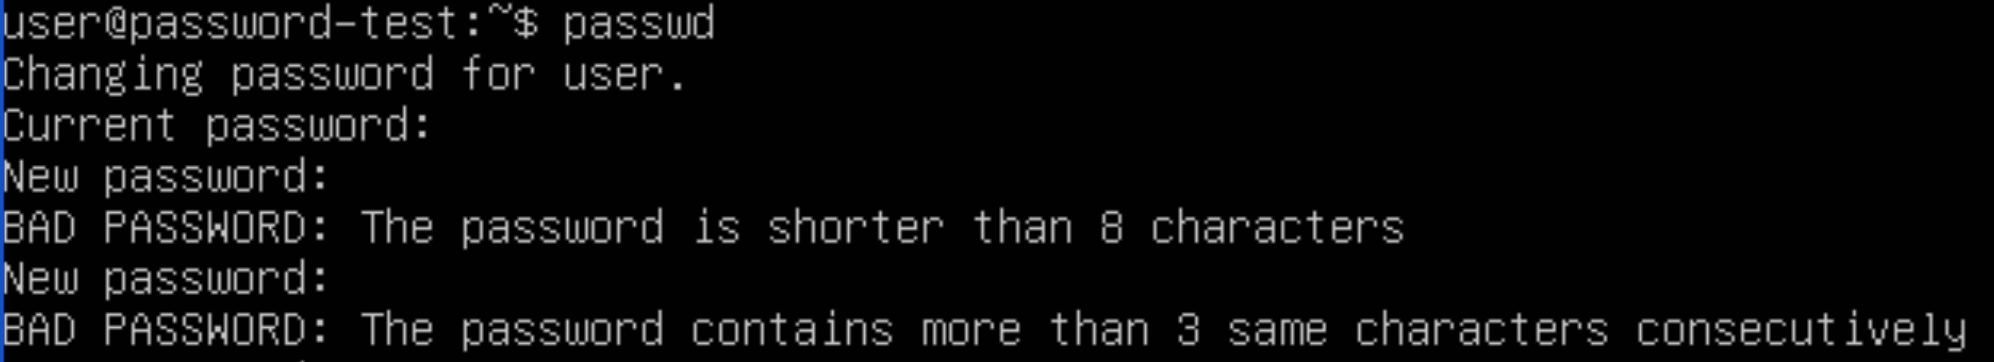 user@password-test:~$ passwd
Changing password for user.
Current password:
New password:
BAD PASSWORD: The password is shorter than 8 characters
New password:
BAD PASSWORD: The password contains more than 3 same characters consecutively